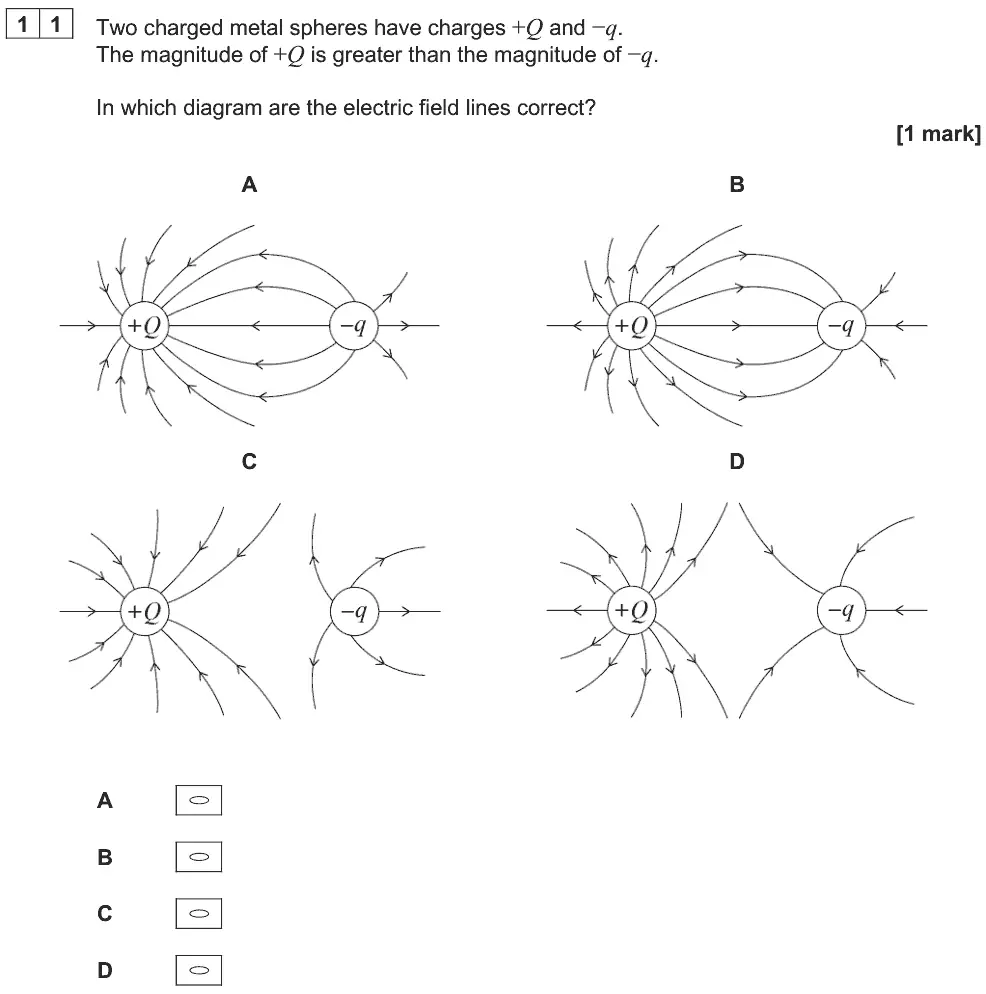 1 1 Two charged metal spheres have charges +Q and −q.
The magnitude of +Q is greater than the magnitude of −q.
In which diagram are the electric field lines correct?
[1 mark]
A B
+Q −q +Q −q
C D
+Q −q +Q −q
A
B
C
D